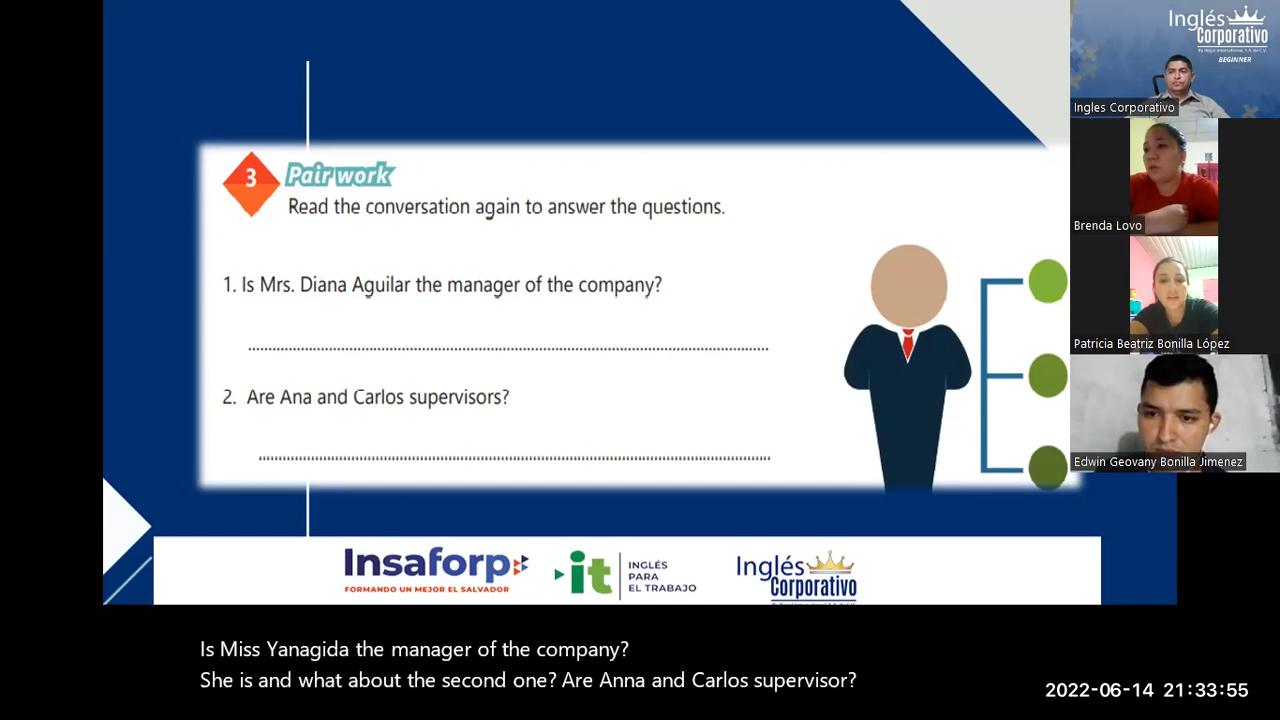 3
Pair work
Read the conversation again to answer the questions.
1. Is Mrs. Diana Aguilar the manager of the company?
2. Are Ana and Carlos supervisors?
Insaforp
FORMANDO UN MEJOR EL SALVADOR
it
INGLÉS
PARA
EL TRABAJO
Inglés
Corporativo
Inglés
Corporativo
BEGINNER
Ingles Corporativo
Brenda Lovo
Patricia Beatriz Bonilla López
Edwin Geovany Bonilla Jimenez
Is Miss Yanagida the manager of the company?
She is and what about the second one? Are Anna and Carlos supervisor?
2022-06-14 21:33:55